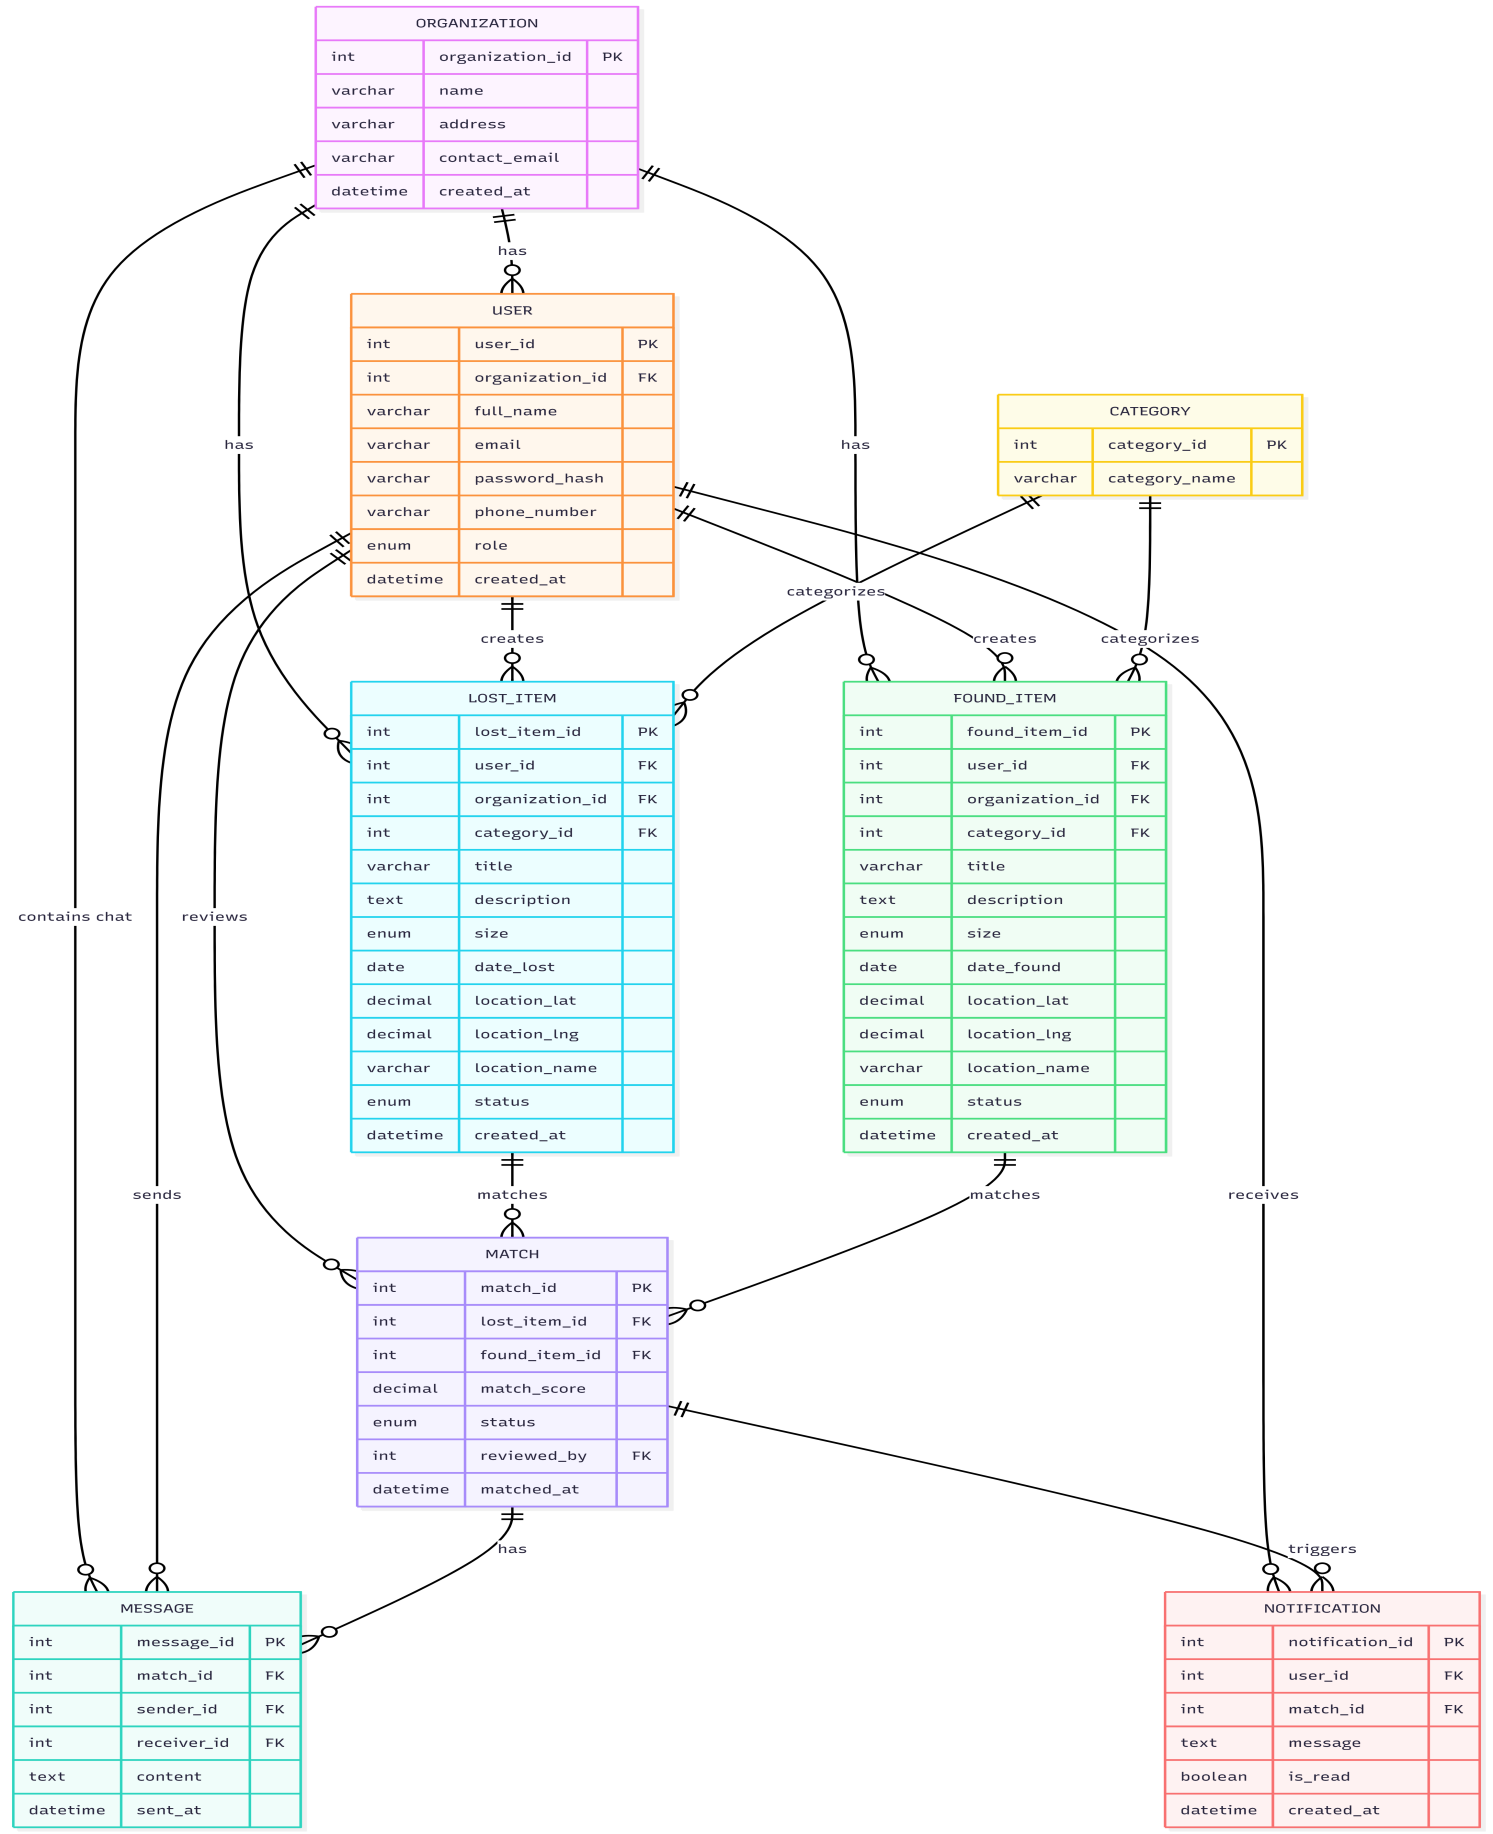 ORGANIZATION
int organization_id PK
varchar name
varchar address
varchar contact_email
datetime created_at
has
USER
int user_id PK
int organization_id FK
varchar full_name
varchar email
varchar password_hash
varchar phone_number
enum role
datetime created_at
has
has
CATEGORY
int category_id PK
varchar category_name
categorizes
creates
creates
categorizes
LOST_ITEM
int lost_item_id PK
int user_id FK
int organization_id FK
int category_id FK
varchar title
text description
enum size
date date_lost
decimal location_lat
decimal location_lng
varchar location_name
enum status
datetime created_at
FOUND_ITEM
int found_item_id PK
int user_id FK
int organization_id FK
int category_id FK
varchar title
text description
enum size
date date_found
decimal location_lat
decimal location_lng
varchar location_name
enum status
datetime created_at
contains chat
reviews
sends
matches
matches
receives
MATCH
int match_id PK
int lost_item_id FK
int found_item_id FK
decimal match_score
enum status
int reviewed_by FK
datetime matched_at
has
triggers
MESSAGE
int message_id PK
int match_id FK
int sender_id FK
int receiver_id FK
text content
datetime sent_at
NOTIFICATION
int notification_id PK
int user_id FK
int match_id FK
text message
boolean is_read
datetime created_at